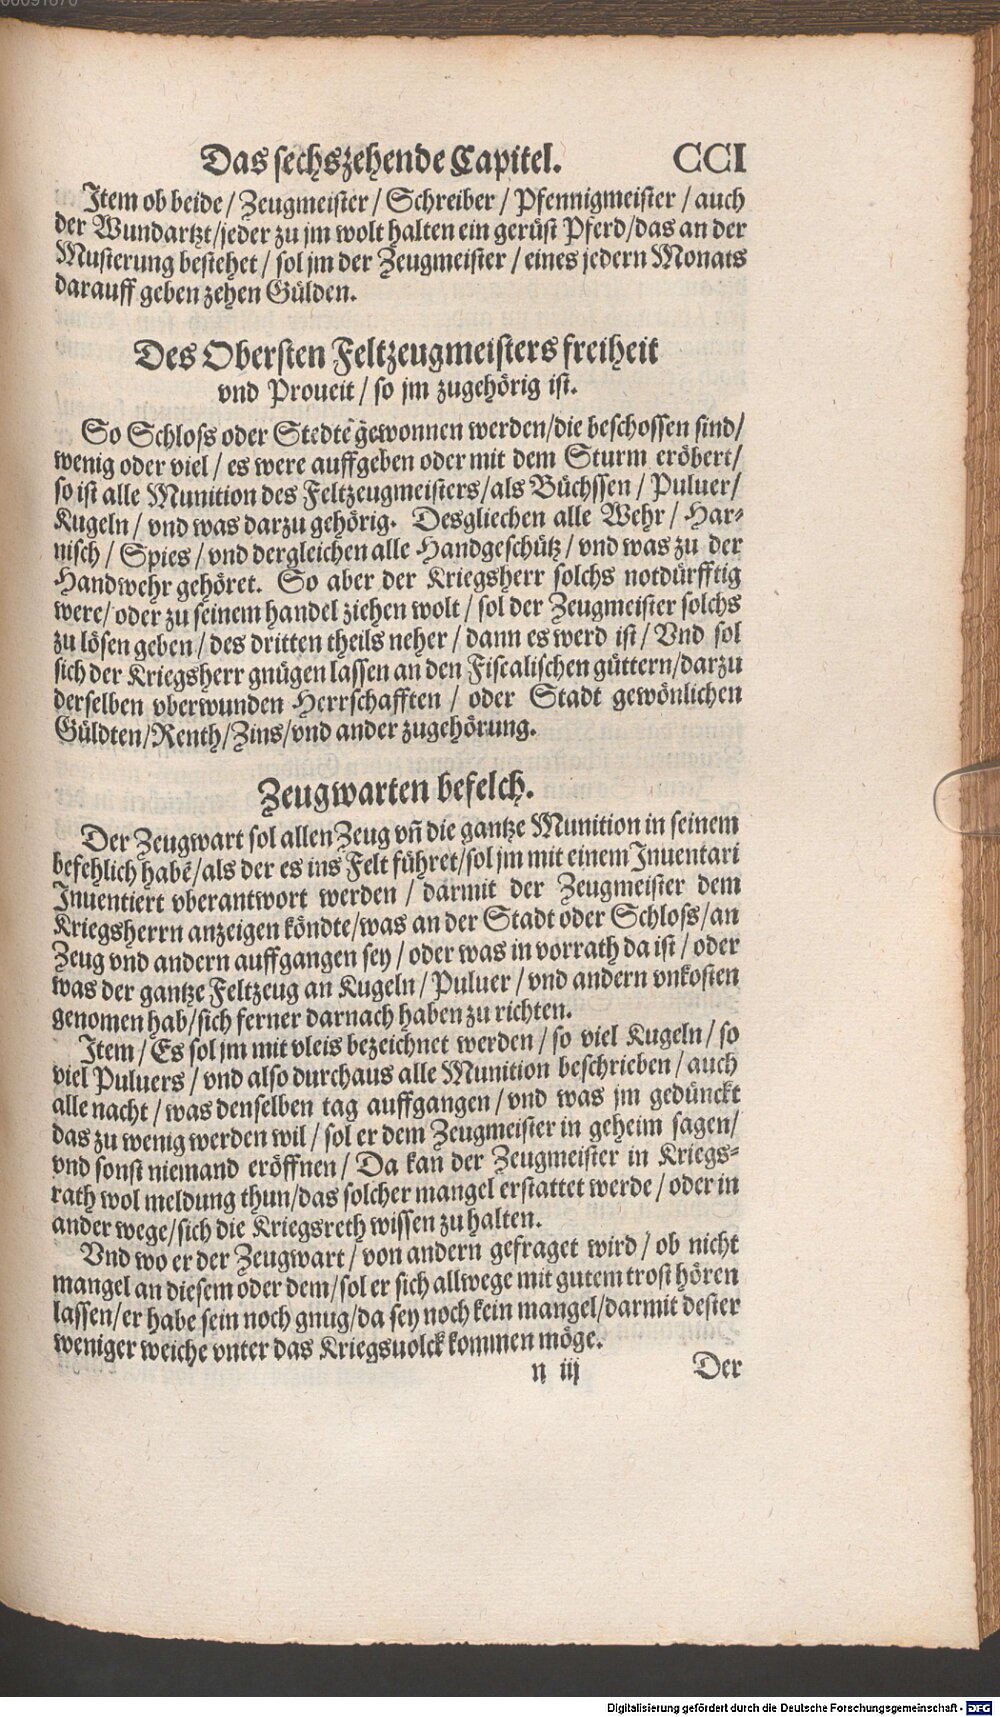 00091670
Das sechszehende Capitel. CCI
Item ob beide / Zeugmeister / Schreiber / Pfennigmeister / auch
der Wundartzt/jeder zu jm wolt halten ein gerüst Pferd/das an der
Musterung bestehet / sol jm der Zeugmeister / eines jedern Monats
darauff geben zehen Gülden.
Des Obersten Feltzeugmeisters freiheit
vnd Proueit / so jm zugehörig ist.
So Schloss oder Stedte gewonnen werden/die beschossen sind/
wenig oder viel / es were auffgeben oder mit dem Sturm eröbert/
so ist alle Munition des Feltzeugmeisters/als Büchssen / Puluer/
Kugeln / vnd was darzu gehörig. Desgliechen alle Wehr / Har-
nisch / Spies / vnd dergleichen alle Handgeschütz / vnd was zu der
Handwehr gehöret. So aber der Kriegsherr solchs notdürfftig
were/ oder zu seinem handel ziehen wolt / sol der Zeugmeister solchs
zu lösen geben / des dritten theils neher / dann es werd ist / Vnd sol
sich der Kriegsherr gnügen lassen an den Fiscalischen güttern/darzu
derselben vberwunden Herrschafften / oder Stadt gewönlichen
Güldten/Renth/Zins/vnd ander zugehörung.
Zeugwarten befelch.
Der Zeugwart sol allen Zeug vn̄ die gantze Munition in seinem
befehlich habē/als der es ins Felt führet/sol jm mit einem Inuentari
Inuentiert vberantwort werden / darmit der Zeugmeister dem
Kriegsherrn anzeigen köndte/was an der Stadt oder Schloss/an
Zeug vnd andern auffgangen sey / oder was in vorrath da ist / oder
was der gantze Feltzeug an Kugeln / Puluer / vnd andern vnkosten
genomen hab/sich ferner darnach haben zu richten.
Item / Es sol jm mit vleis bezeichnet werden / so viel Kugeln / so
viel Puluers / vnd also durchaus alle Munition beschrieben / auch
alle nacht / was denselben tag auffgangen / vnd was jm gedünckt
das zu wenig werden wil / sol er dem Zeugmeister in geheim sagen/
vnd sonst niemand eröffnen / Da kan der Zeugmeister in Kriegs-
rath wol meldung thun/das solcher mangel erstattet werde / oder in
ander wege/sich die Kriegsreth wissen zu halten.
Vnd wo er der Zeugwart / von andern gefraget wird / ob nicht
mangel an diesem oder dem/sol er sich allwege mit gutem trost hören
lassen/er habe sein noch gnug/da sey noch kein mangel/darmit dester
weniger weiche vnter das Kriegsuolck kommen möge.
n iij Der
Digitalisierung gefördert durch die Deutsche Forschungsgemeinschaft - DFG